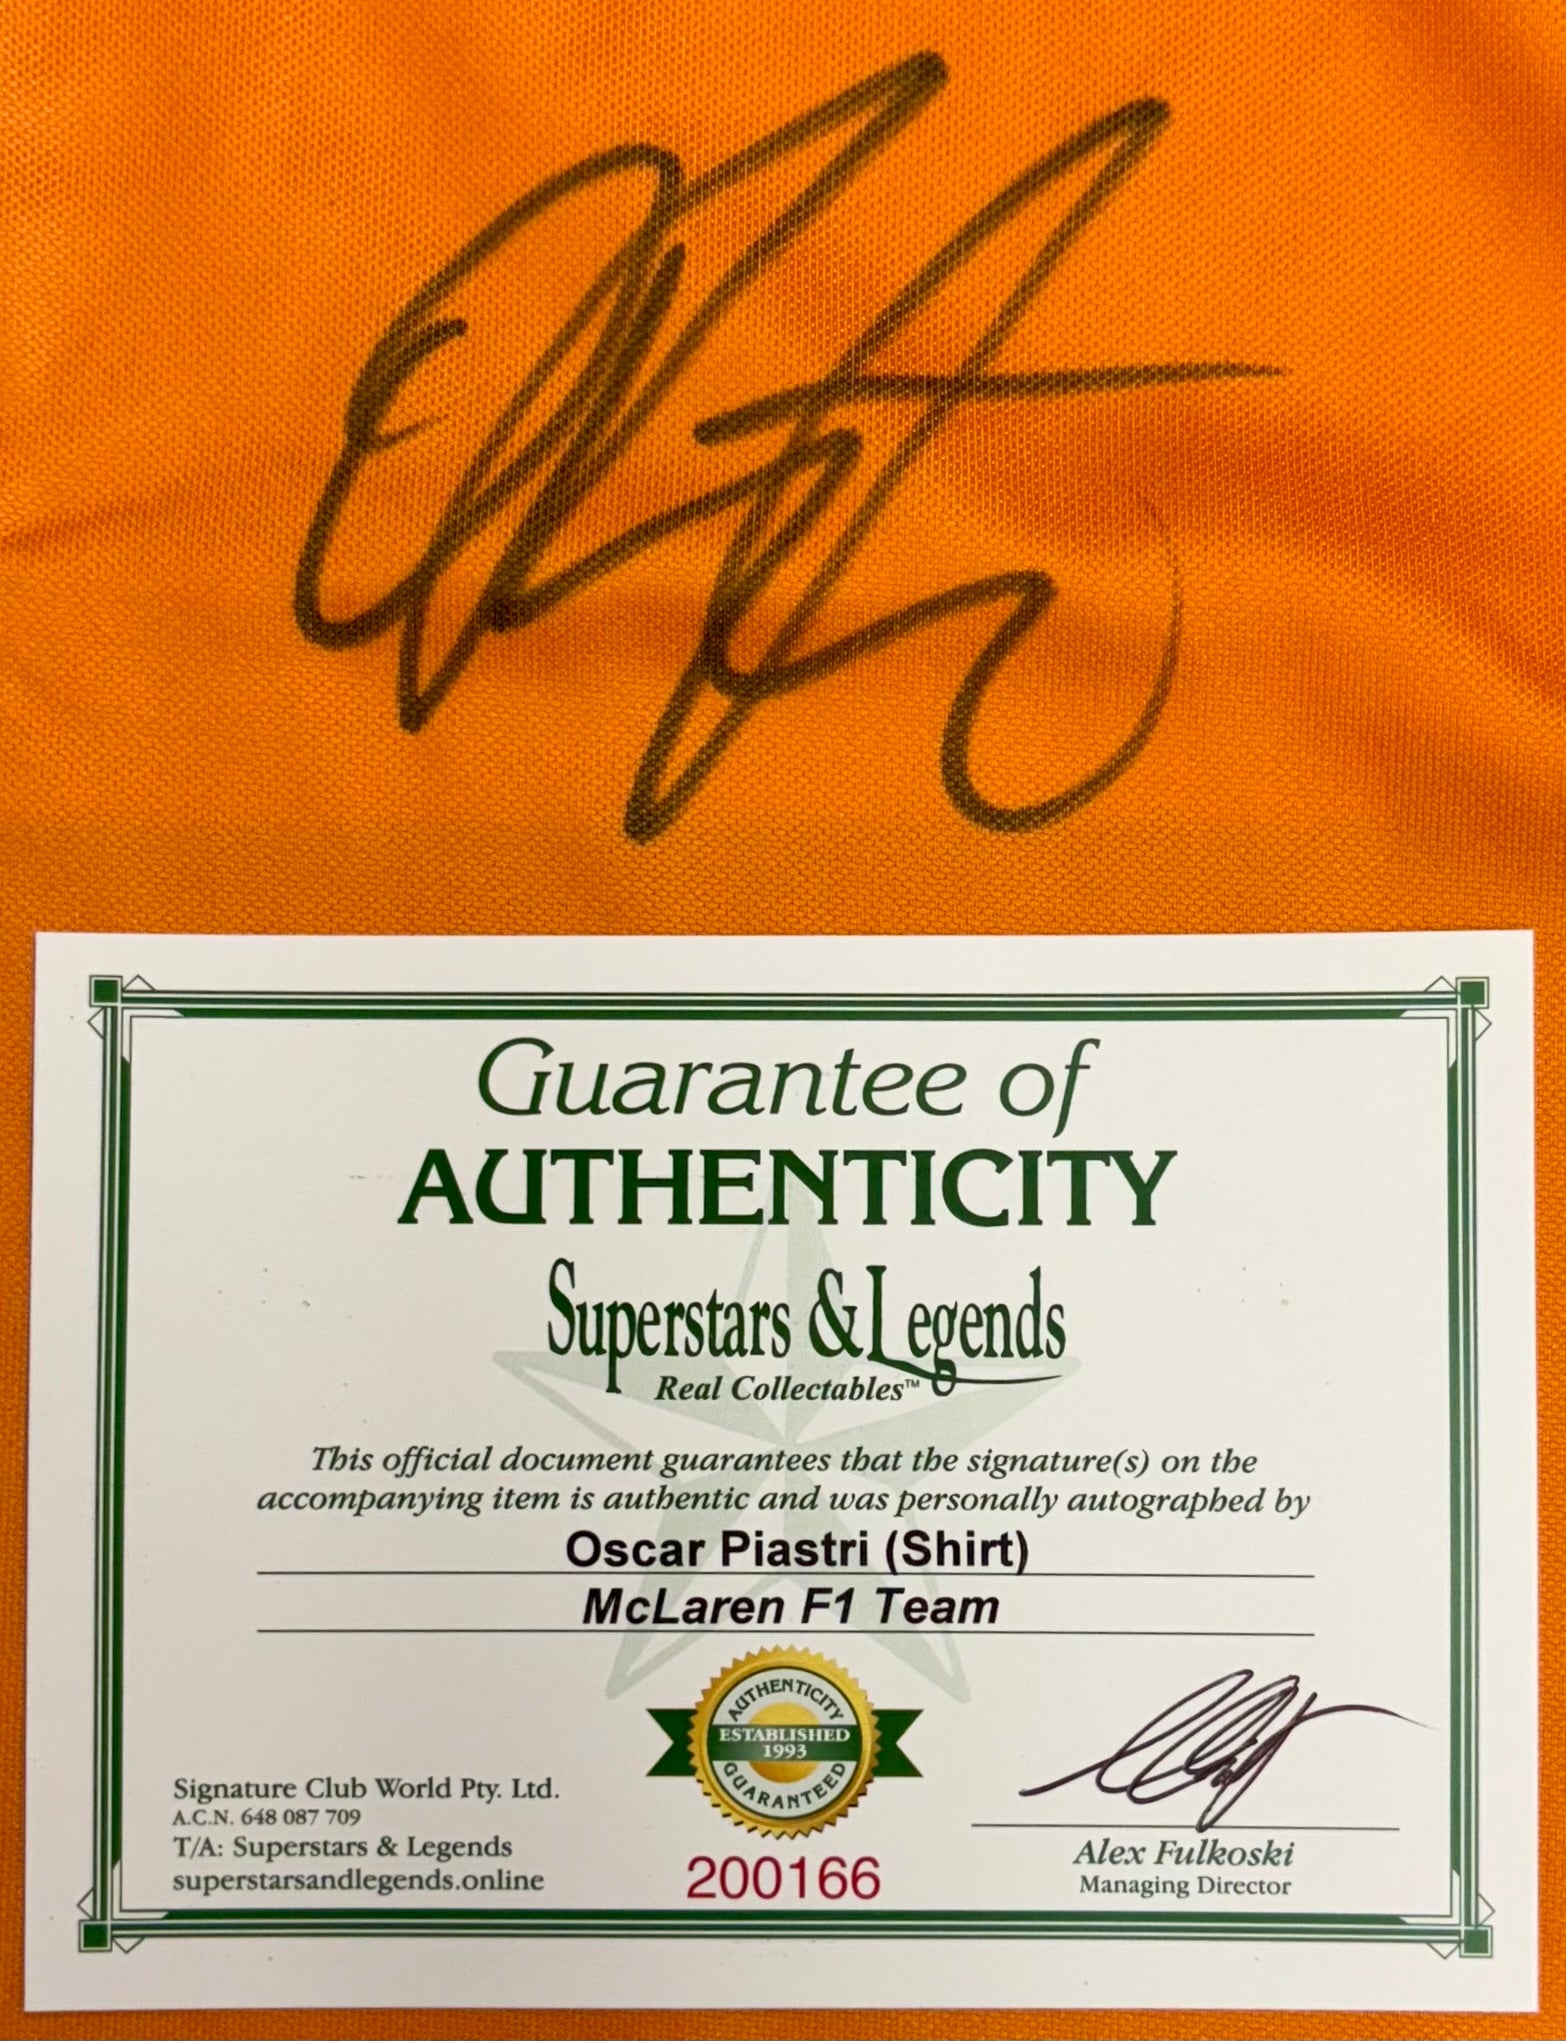 Guarantee of
AUTHENTICITY
Superstars & Legends
Real Collectables™
This official document guarantees that the signature(s) on the
accompanying item is authentic and was personally autographed by
Oscar Piastri (Shirt)
McLaren F1 Team
AUTHENTICITY
ESTABLISHED
1993
GUARANTEED
200166
Signature Club World Pty. Ltd.
A.C.N. 648 087 709
T/A: Superstars & Legends
superstarsandlegends.online
Alex Fulkoski
Managing Director